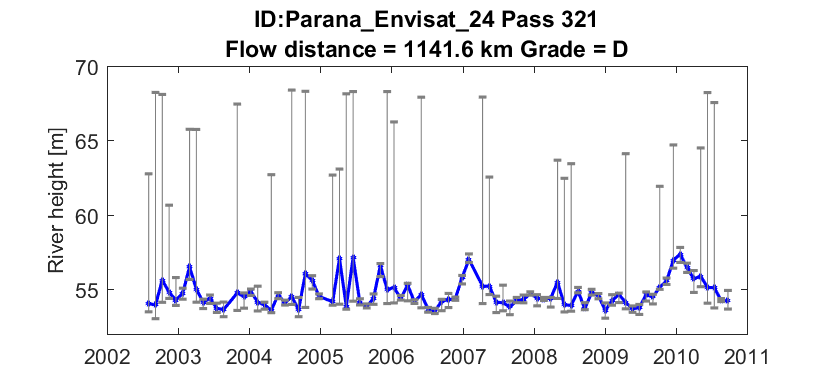 ID:Parana_Envisat_24 Pass 321
Flow distance = 1141.6 km Grade = D
River height [m]
70
65
60
55
2002 2003 2004 2005 2006 2007 2008 2009 2010 2011